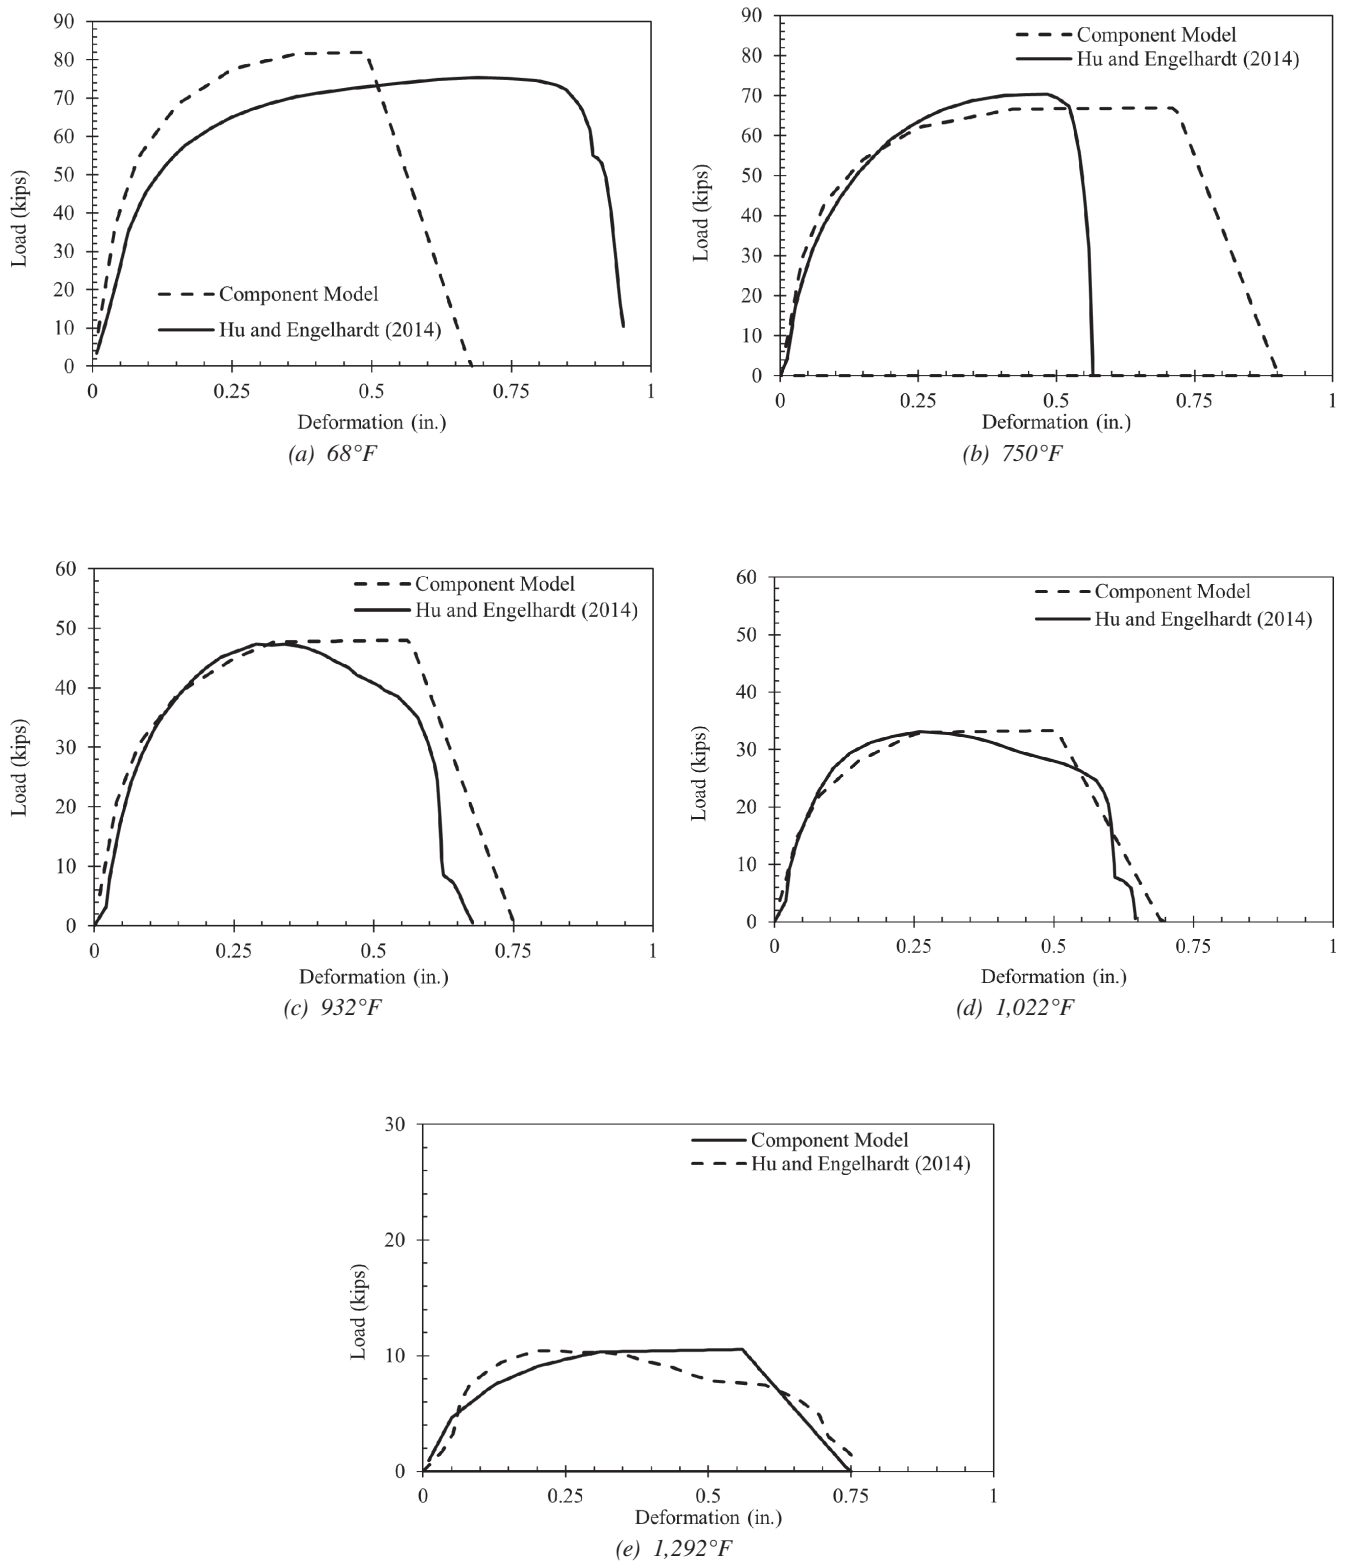 90
80
70
60
50
40
30
20
10
0
Load (kips)
Component Model
Hu and Engelhardt (2014)
0 0.25 0.5 0.75 1
Deformation (in.)
(a) 68°F
90
80
70
60
50
40
30
20
10
0
Load (kips)
Component Model
Hu and Engelhardt (2014)
0 0.25 0.5 0.75 1
Deformation (in.)
(b) 750°F
60
50
40
30
20
10
0
Load (kips)
Component Model
Hu and Engelhardt (2014)
0 0.25 0.5 0.75 1
Deformation (in.)
(c) 932°F
60
50
40
30
20
10
0
Load (kips)
Component Model
Hu and Engelhardt (2014)
0 0.25 0.5 0.75 1
Deformation (in.)
(d) 1,022°F
30
20
10
0
Load (kips)
Component Model
Hu and Engelhardt (2014)
0 0.25 0.5 0.75 1
Deformation (in.)
(e) 1,292°F